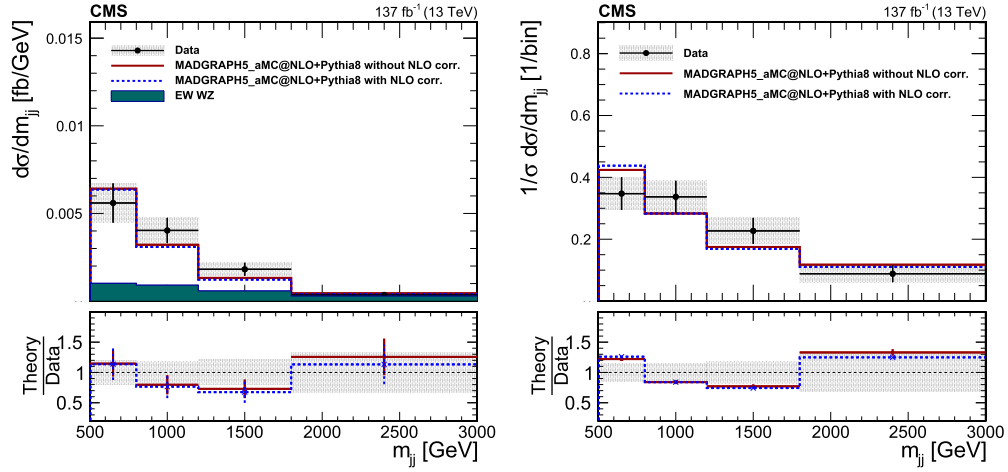 CMS 137 fb⁻¹ (13 TeV)
dσ/dm_jj [fb/GeV]
0.015
0.01
0.005
Data
MADGRAPH5_aMC@NLO+Pythia8 without NLO corr.
MADGRAPH5_aMC@NLO+Pythia8 with NLO corr.
EW WZ
Theory
Data
1.5
1
0.5
500 1000 1500 2000 2500 3000
m_jj [GeV]
CMS 137 fb⁻¹ (13 TeV)
1/σ dσ/dm_jj [1/bin]
0.8
0.6
0.4
0.2
Data
MADGRAPH5_aMC@NLO+Pythia8 without NLO corr.
MADGRAPH5_aMC@NLO+Pythia8 with NLO corr.
Theory
Data
1.5
1
0.5
500 1000 1500 2000 2500 3000
m_jj [GeV]